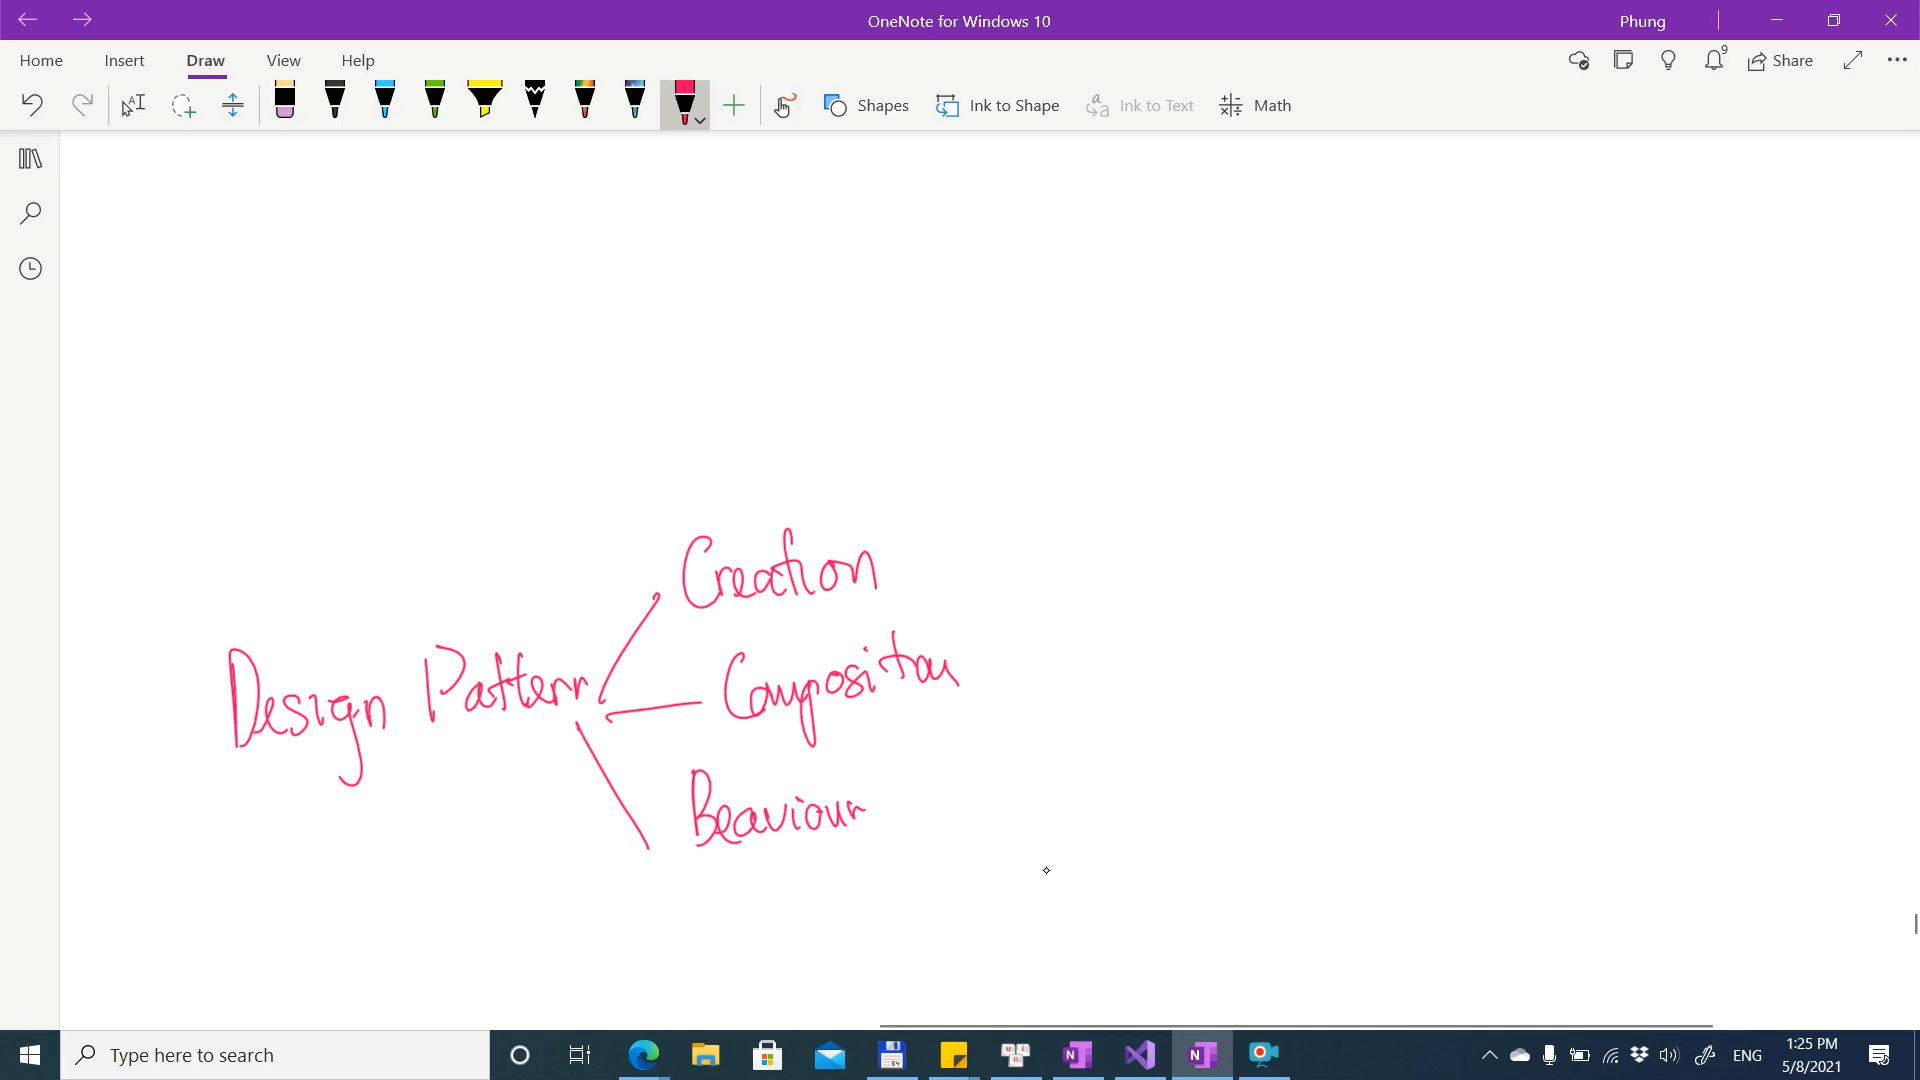 OneNote for Windows 10
Phung
Home Insert Draw View Help
9
Share
Shapes Ink to Shape Ink to Text Math
Creation
Design Pattern
Composition
Beaviour
Type here to search
ENG
1:25 PM
5/8/2021